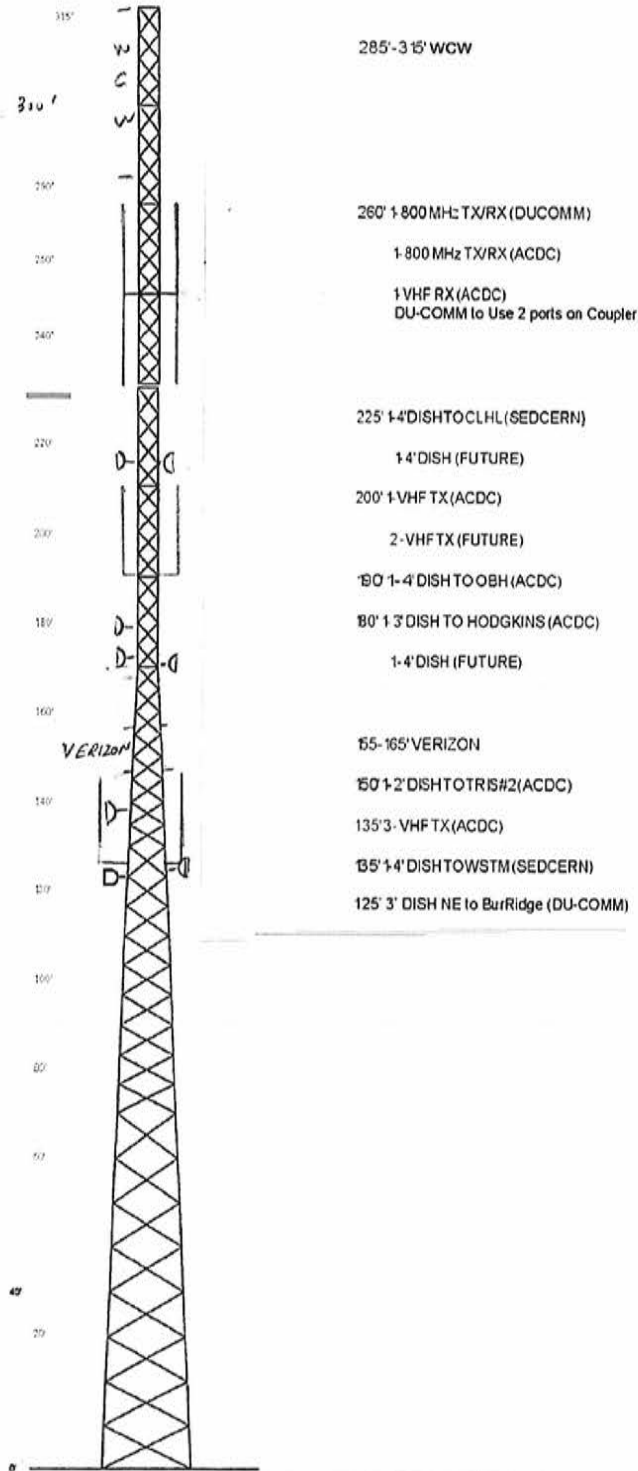 315'
285'-315' WCW
W
C
W
300'
260' 1-800 MHz TX/RX (DUCOMM)
250'
1-800 MHz TX/RX (ACDC)
1 VHF RX (ACDC)
DU-COMM to Use 2 ports on Coupler
240'
225' 1-4' DISH TO CLHL (SEDCERN)
220'
1-4' DISH (FUTURE)
200' 1-VHF TX (ACDC)
200'
2-VHF TX (FUTURE)
190' 1-4' DISH TO OBH (ACDC)
180'
180' 1-3' DISH TO HODGKINS (ACDC)
1-4' DISH (FUTURE)
160'
VERIZON
155-165' VERIZON
150' 1-2' DISH TO TRIS#2 (ACDC)
140'
135' 3-VHF TX (ACDC)
135' 1-4' DISH TO WSTM (SEDCERN)
120'
125' 3' DISH NE to BurRidge (DU-COMM)
100'
80'
60'
40'
20'
0'